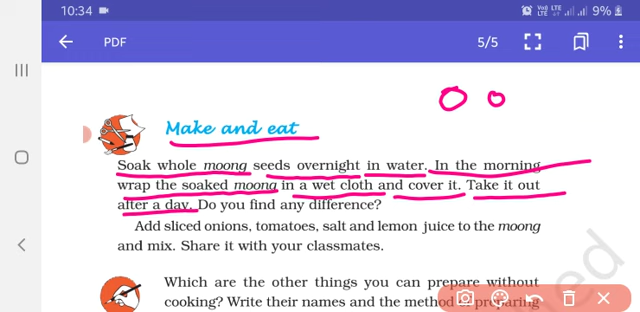 10:34
Vo) LTE
LTE
9%
PDF
5/5
Make and eat
Soak whole moong seeds overnight in water. In the morning
wrap the soaked moong in a wet cloth and cover it. Take it out
after a day. Do you find any difference?
Add sliced onions, tomatoes, salt and lemon juice to the moong
and mix. Share it with your classmates.
Which are the other things you can prepare without
cooking? Write their names and the method of preparing